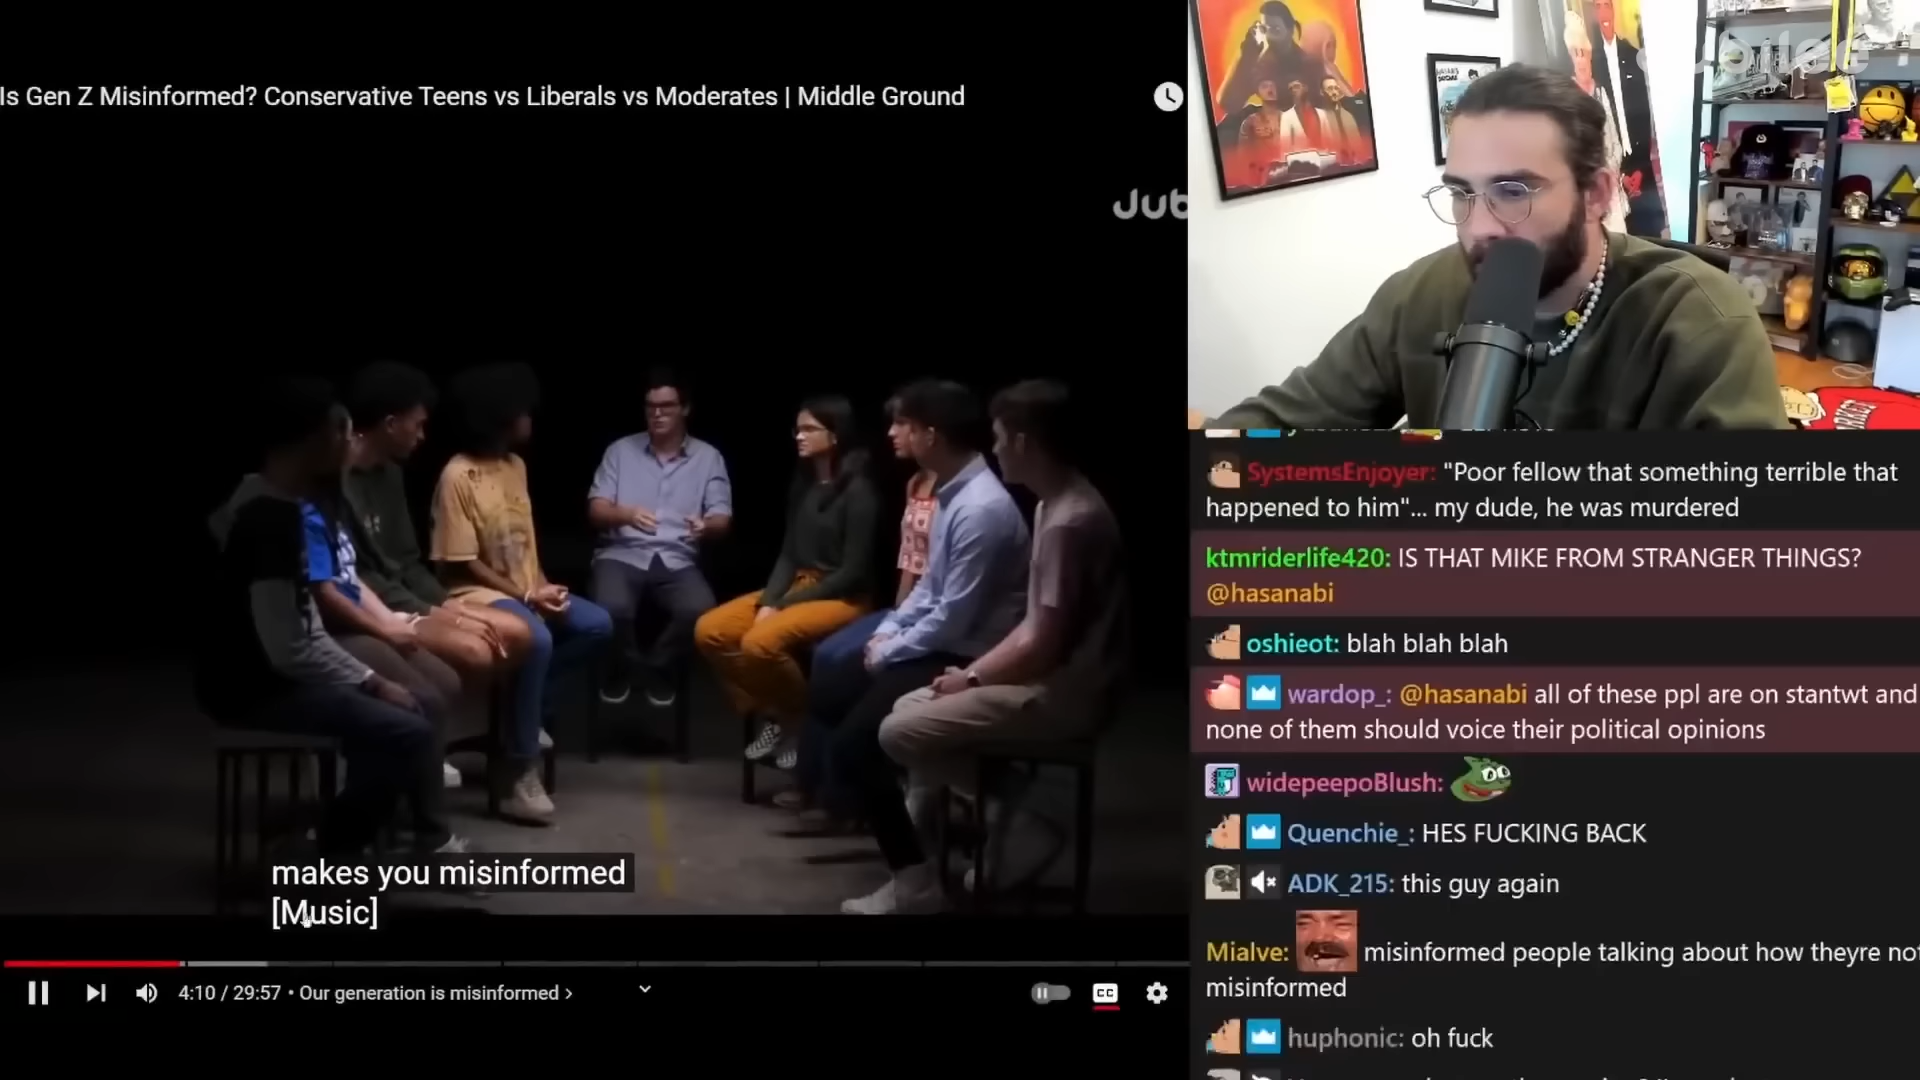 Is Gen Z Misinformed? Conservative Teens vs Liberals vs Moderates | Middle Ground
Jub
makes you misinformed
[Music]
4:10 / 29:57 • Our generation is misinformed >
CC
SystemsEnjoyer: "Poor fellow that something terrible that
happened to him"... my dude, he was murdered
ktmriderlife420: IS THAT MIKE FROM STRANGER THINGS?
@hasanabi
oshieot: blah blah blah
wardop_: @hasanabi all of these ppl are on stantwt and
none of them should voice their political opinions
widepeepoBlush:
Quenchie_: HES FUCKING BACK
ADK_215: this guy again
Mialve: misinformed people talking about how theyre not
misinformed
huphonic: oh fuck